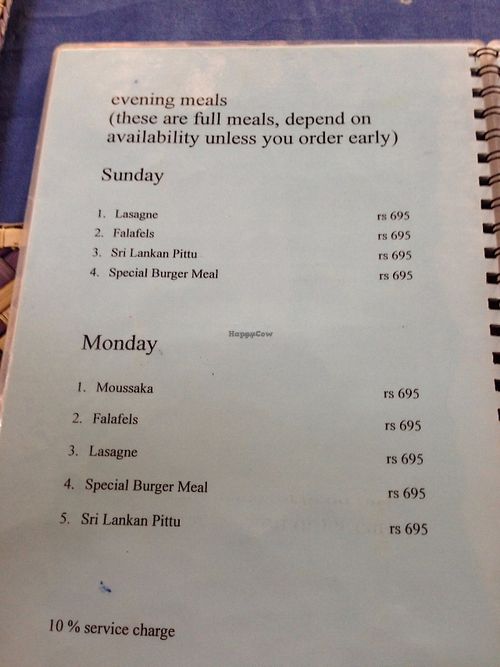 evening meals
(these are full meals, depend on
availability unless you order early)
Sunday
1. Lasagne rs 695
2. Falafels rs 695
3. Sri Lankan Pittu rs 695
4. Special Burger Meal rs 695
HappyCow
Monday
1. Moussaka rs 695
2. Falafels rs 695
3. Lasagne rs 695
4. Special Burger Meal rs 695
5. Sri Lankan Pittu rs 695
10 % service charge